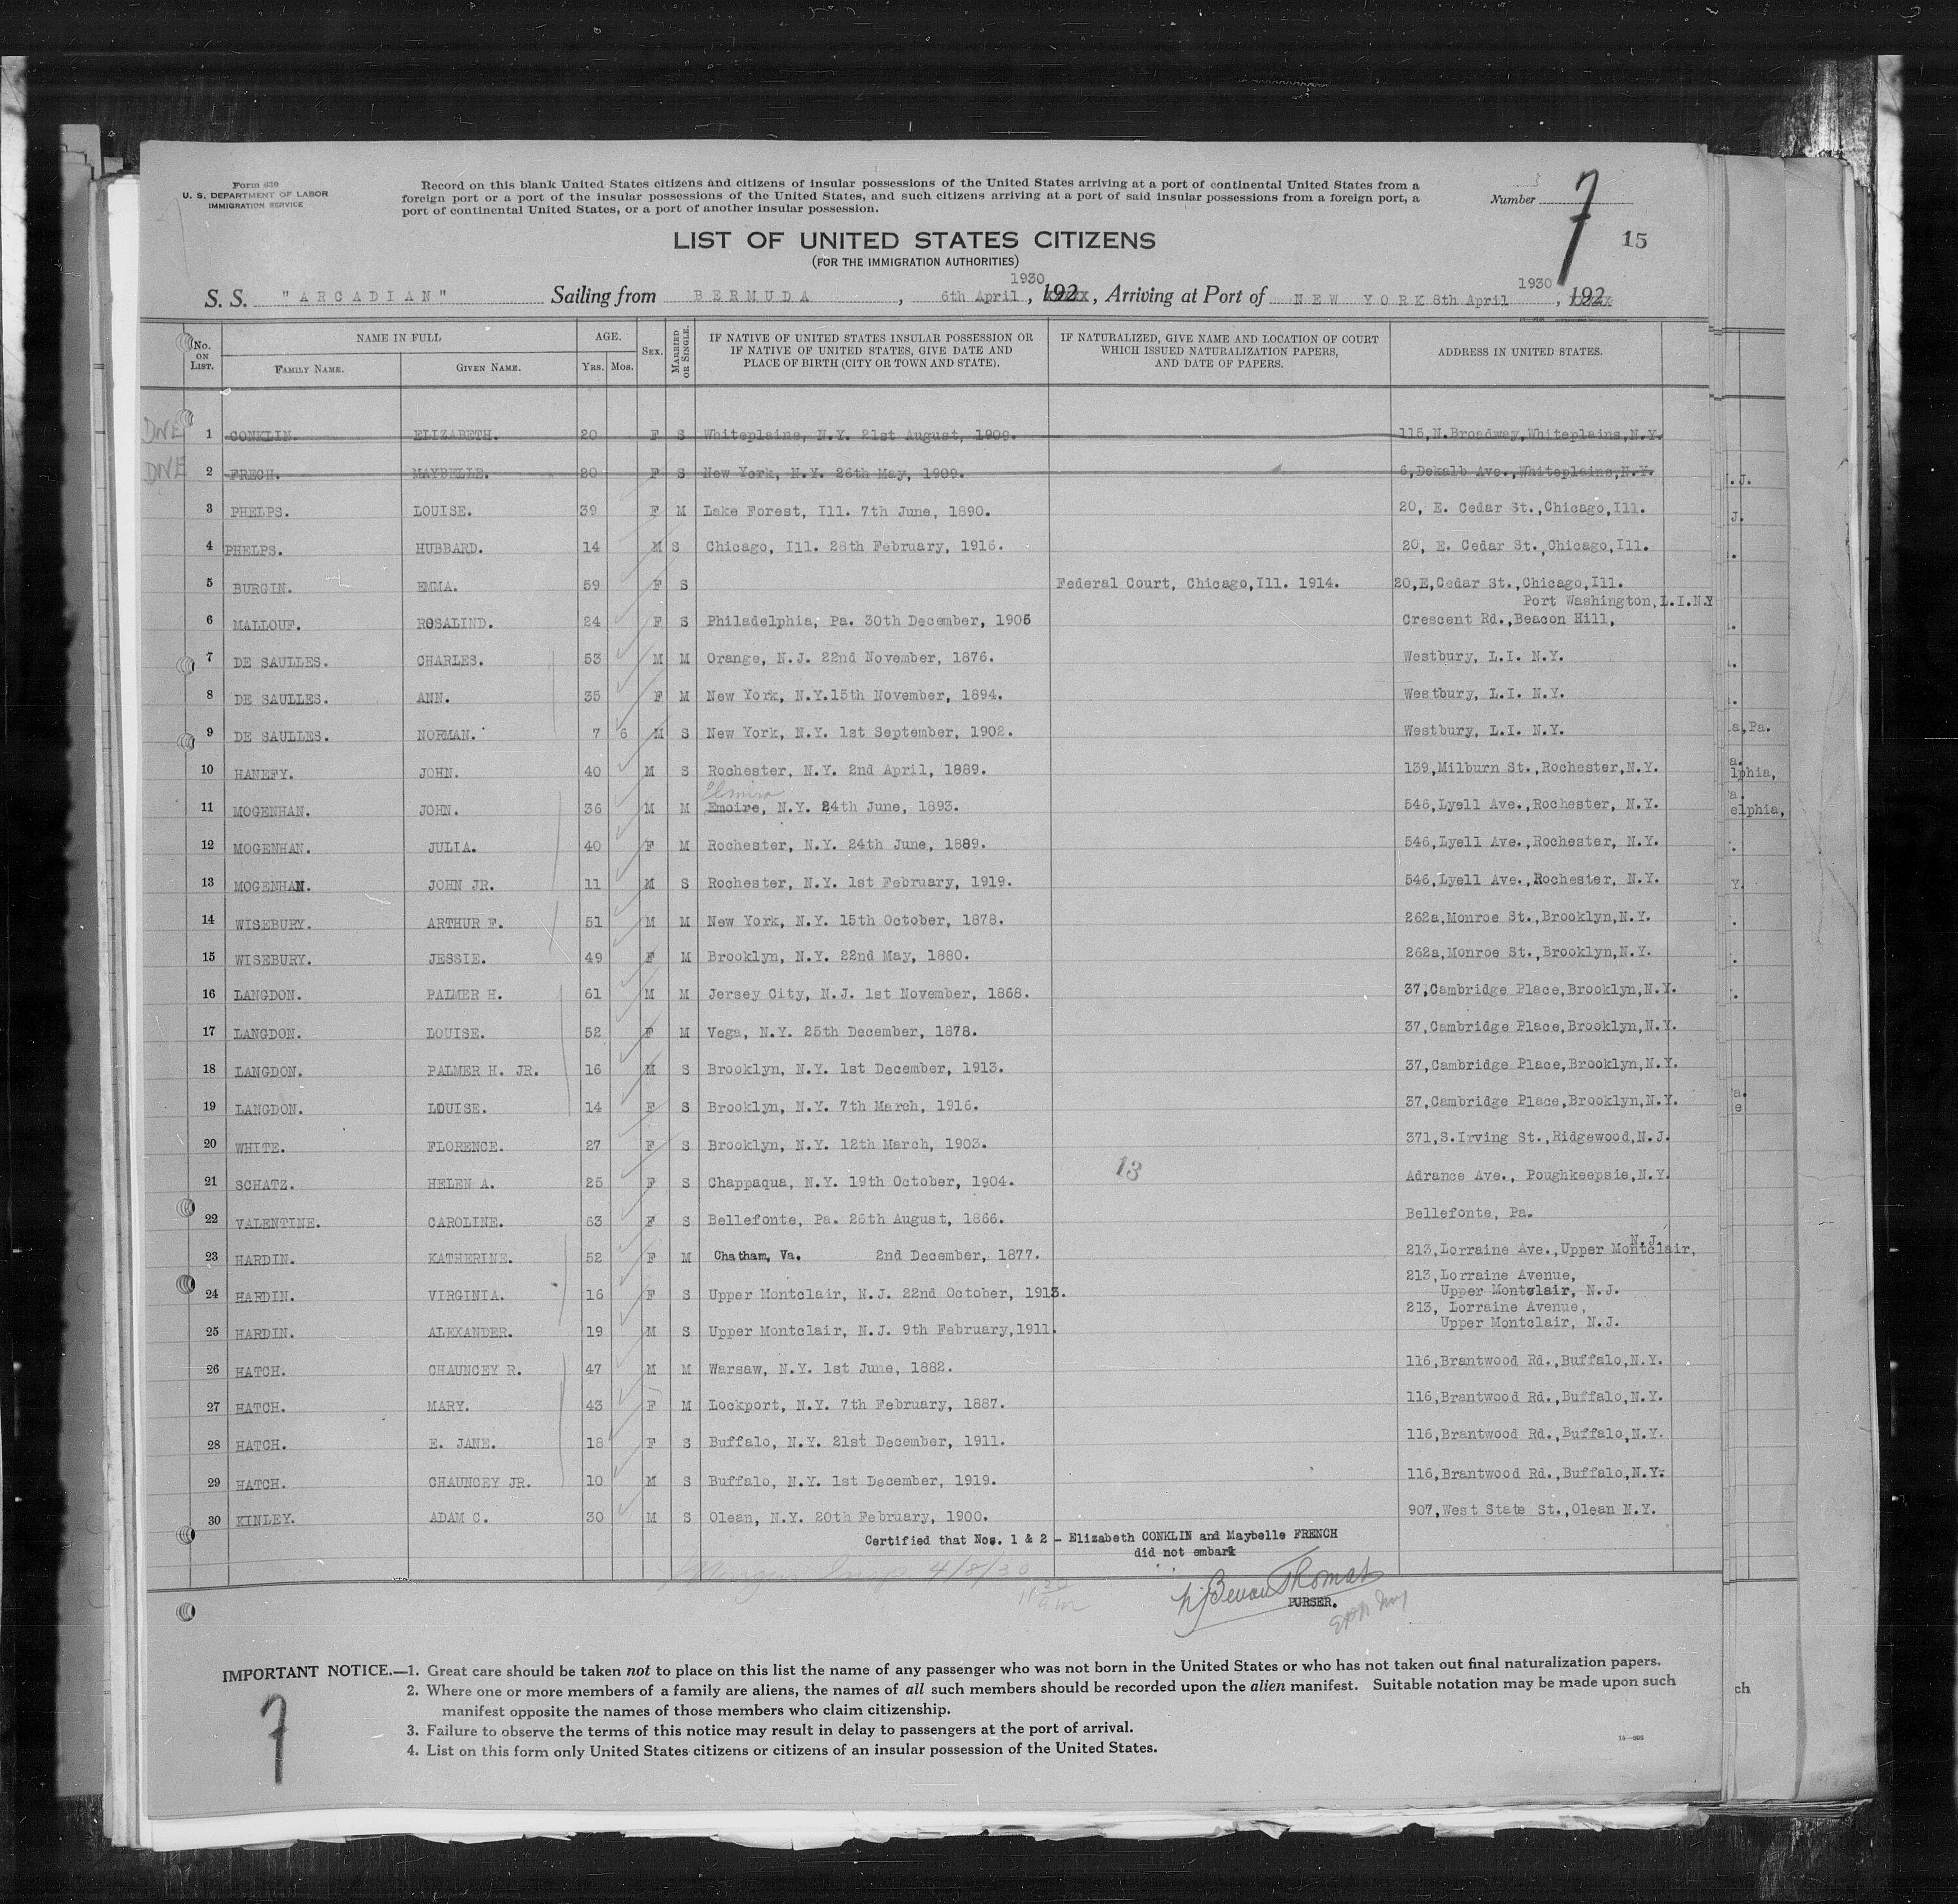 Form 630
U. S. DEPARTMENT OF LABOR
IMMIGRATION SERVICE
Record on this blank United States citizens and citizens of insular possessions of the United States arriving at a port of continental United States from a
foreign port or a port of the insular possessions of the United States, and such citizens arriving at a port of said insular possessions from a foreign port, a
port of continental United States, or a port of another insular possession.
Number 7
15
LIST OF UNITED STATES CITIZENS
(FOR THE IMMIGRATION AUTHORITIES)
S. S. "ARCADIAN" Sailing from BERMUDA, 6th April 1930, 192, Arriving at Port of NEW YORK 8th April 1930, 192
No. ON LIST. NAME IN FULL FAMILY NAME. GIVEN NAME. AGE. YRS. MOS. SEX. MARRIED OR SINGLE. IF NATIVE OF UNITED STATES INSULAR POSSESSION OR IF NATIVE OF UNITED STATES, GIVE DATE AND PLACE OF BIRTH (CITY OR TOWN AND STATE). IF NATURALIZED, GIVE NAME AND LOCATION OF COURT WHICH ISSUED NATURALIZATION PAPERS, AND DATE OF PAPERS. ADDRESS IN UNITED STATES.
DNE 1 CONKLIN. ELIZABETH. 20 F S Whiteplains, N.Y. 21st August, 1909. 115,N.Broadway,Whiteplains,N.Y.
DNE 2 FRECH. MAYBELLE. 20 F S New York, N.Y. 26th May, 1909. 6,Dekalb Ave.,Whiteplains,N.Y.
3 PHELPS. LOUISE. 39 F M Lake Forest, Ill. 7th June, 1890. 20, E. Cedar St.,Chicago,Ill.
4 PHELPS. HUBBARD. 14 M S Chicago, Ill. 28th February, 1916. 20, E. Cedar St.,Chicago,Ill.
5 BURGIN. EMMA. 59 F S Federal Court, Chicago,Ill. 1914. 20,E,Cedar St.,Chicago,Ill.
Port Washington,L.I.N.Y
6 MALLOUF. ROSALIND. 24 F S Philadelphia, Pa. 30th December, 1905 Crescent Rd.,Beacon Hill,
7 DE SAULLES. CHARLES. 53 M M Orange, N.J. 22nd November, 1876. Westbury, L.I. N.Y.
8 DE SAULLES. ANN. 35 F M New York, N.Y.15th November, 1894. Westbury, L.I. N.Y.
9 DE SAULLES. NORMAN. 7 6 M S New York, N.Y. 1st September, 1902. Westbury, L.I. N.Y.
10 HANEFY. JOHN. 40 M S Rochester, N.Y. 2nd April, 1889. 139,Milburn St.,Rochester,N.Y.
Elmira
11 MOGENHAN. JOHN. 36 M M Emoire, N.Y. 24th June, 1893. 546,Lyell Ave.,Rochester, N.Y.
12 MOGENHAN. JULIA. 40 F M Rochester, N.Y. 24th June, 1889. 546,Lyell Ave.,Rochester, N.Y.
13 MOGENHAN. JOHN JR. 11 M S Rochester, N.Y. 1st February, 1919. 546,Lyell Ave.,Rochester, N.Y.
14 WISEBURY. ARTHUR F. 51 M M New York, N.Y. 15th October, 1878. 262a,Monroe St.,Brooklyn,N.Y.
15 WISEBURY. JESSIE. 49 F M Brooklyn, N.Y. 22nd May, 1880. 262a,Monroe St.,Brooklyn,N.Y.
16 LANGDON. PALMER H. 61 M M Jersey City, N.J. 1st November, 1868. 37,Cambridge Place,Brooklyn,N.Y.
17 LANGDON. LOUISE. 52 F M Vega, N.Y. 25th December, 1878. 37,Cambridge Place,Brooklyn,N.Y.
18 LANGDON. PALMER H. JR. 16 M S Brooklyn, N.Y. 1st December, 1913. 37,Cambridge Place,Brooklyn,N.Y.
19 LANGDON. LOUISE. 14 F S Brooklyn, N.Y. 7th March, 1916. 37,Cambridge Place,Brooklyn,N.Y.
20 WHITE. FLORENCE. 27 F S Brooklyn, N.Y. 12th March, 1903. 371,S.Irving St.,Ridgewood,N.J.
13
21 SCHATZ. HELEN A. 25 F S Chappaqua, N.Y. 19th October, 1904. Adrance Ave., Poughkeepsie,N.Y.
22 VALENTINE. CAROLINE. 63 F S Bellefonte, Pa. 26th August, 1866. Bellefonte, Pa.
23 HARDIN. KATHERINE. 52 F M Chatham, Va. 2nd December, 1877. 213,Lorraine Ave.,Upper Montclair, N.J.
24 HARDIN. VIRGINIA. 16 F S Upper Montclair, N.J. 22nd October, 1913. 213,Lorraine Avenue,
Upper Montclair, N.J.
25 HARDIN. ALEXANDER. 19 M S Upper Montclair, N.J. 9th February,1911. 213, Lorraine Avenue,
Upper Montclair, N.J.
26 HATCH. CHAUNCEY R. 47 M M Warsaw, N.Y. 1st June, 1882. 116,Brantwood Rd.,Buffalo,N.Y.
27 HATCH. MARY. 43 F M Lockport, N.Y. 7th February, 1887. 116,Brantwood Rd.,Buffalo,N.Y.
28 HATCH. E. JANE. 18 F S Buffalo, N.Y. 21st December, 1911. 116,Brantwood Rd.,Buffalo,N.Y.
29 HATCH. CHAUNCEY JR. 10 M S Buffalo, N.Y. 1st December, 1919. 116,Brantwood Rd.,Buffalo,N.Y.
30 KINLEY. ADAM C. 30 M S Olean, N.Y. 20th February, 1900. 907,West State St.,Olean N.Y.
Certified that Nos. 1 & 2 - Elizabeth CONKLIN and Maybelle FRENCH
did not embark
4/8/30
Bevan Thomas
PURSER.
IMPORTANT NOTICE.—1. Great care should be taken not to place on this list the name of any passenger who was not born in the United States or who has not taken out final naturalization papers.
2. Where one or more members of a family are aliens, the names of all such members should be recorded upon the alien manifest. Suitable notation may be made upon such
manifest opposite the names of those members who claim citizenship.
3. Failure to observe the terms of this notice may result in delay to passengers at the port of arrival.
4. List on this form only United States citizens or citizens of an insular possession of the United States.
7
J.
J.
a,Pa.
a.
lphia,
a.
elphia,
Y.
a.
e
ch